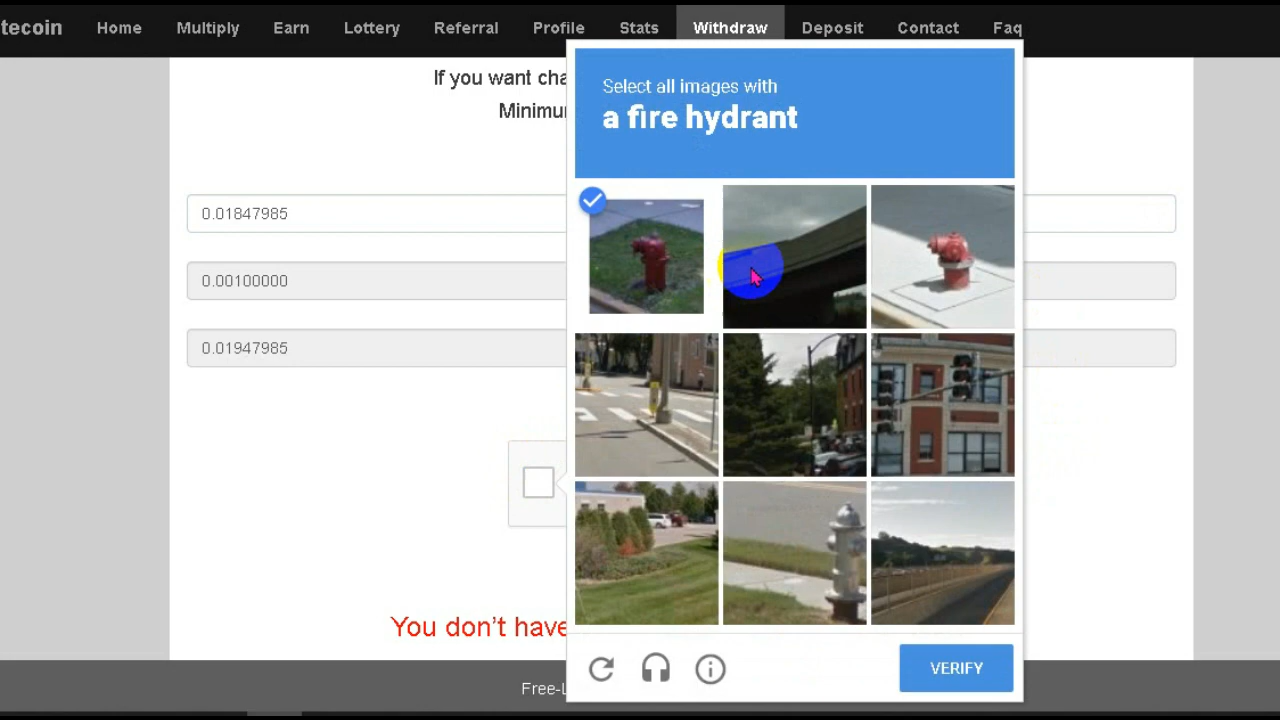 tecoin Home Multiply Earn Lottery Referral Profile Stats Withdraw Deposit Contact Faq
If you want cha
Minimu
Select all images with
a fire hydrant
0.01847985
0.00100000
0.01947985
You don't have
VERIFY
Free-L